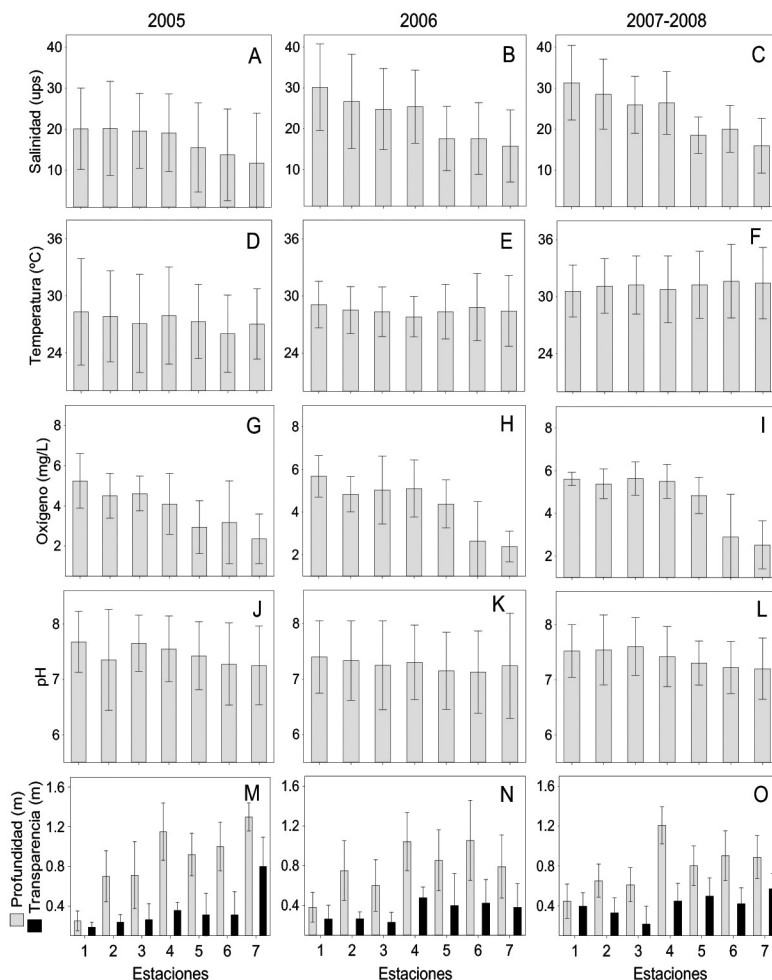 2005 2006 2007-2008
Salinidad (ups)
40 40 40
30 30 30
20 20 20
10 10 10
A B C
Temperatura (ºC)
36 36 36
30 30 30
24 24 24
D E F
Oxígeno (mg/L)
8 8 8
6 6 6
4 4 4
2 2 2
G H I
pH
8 8 8
7 7 7
6 6 6
J K L
Profundidad (m)
Transparencia (m)
1.6 1.6 1.6
1.2 1.2 1.2
0.8 0.8 0.8
0.4 0.4 0.4
M N O
1 2 3 4 5 6 7 1 2 3 4 5 6 7 1 2 3 4 5 6 7
Estaciones Estaciones Estaciones